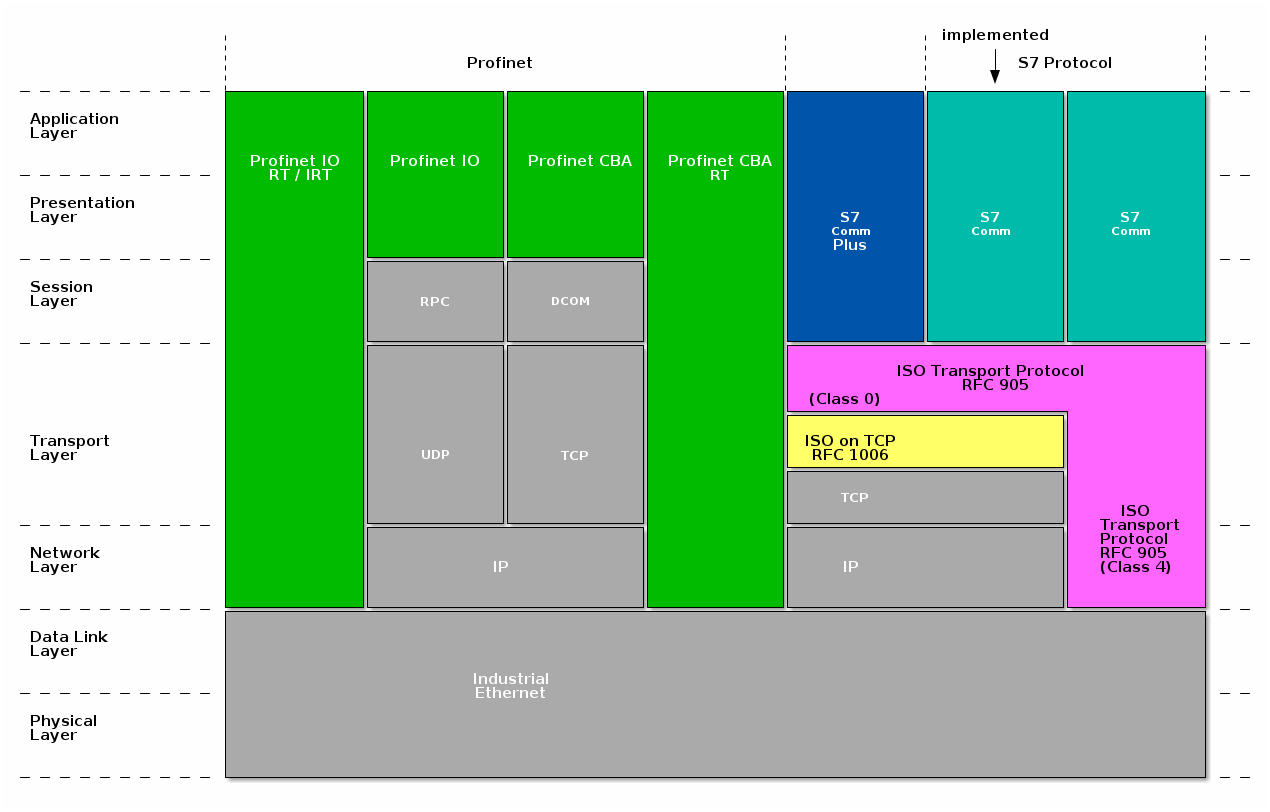 implemented
Profinet
S7 Protocol
Application
Layer
Profinet IO
RT / IRT
Profinet IO
Profinet CBA
Profinet CBA
RT
Presentation
Layer
S7
Comm
Plus
S7
Comm
S7
Comm
Session
Layer
RPC
DCOM
ISO Transport Protocol
RFC 905
(Class 0)
Transport
Layer
UDP
TCP
ISO on TCP
RFC 1006
TCP
ISO
Transport
Protocol
RFC 905
(Class 4)
Network
Layer
IP
IP
Data Link
Layer
Industrial
Ethernet
Physical
Layer